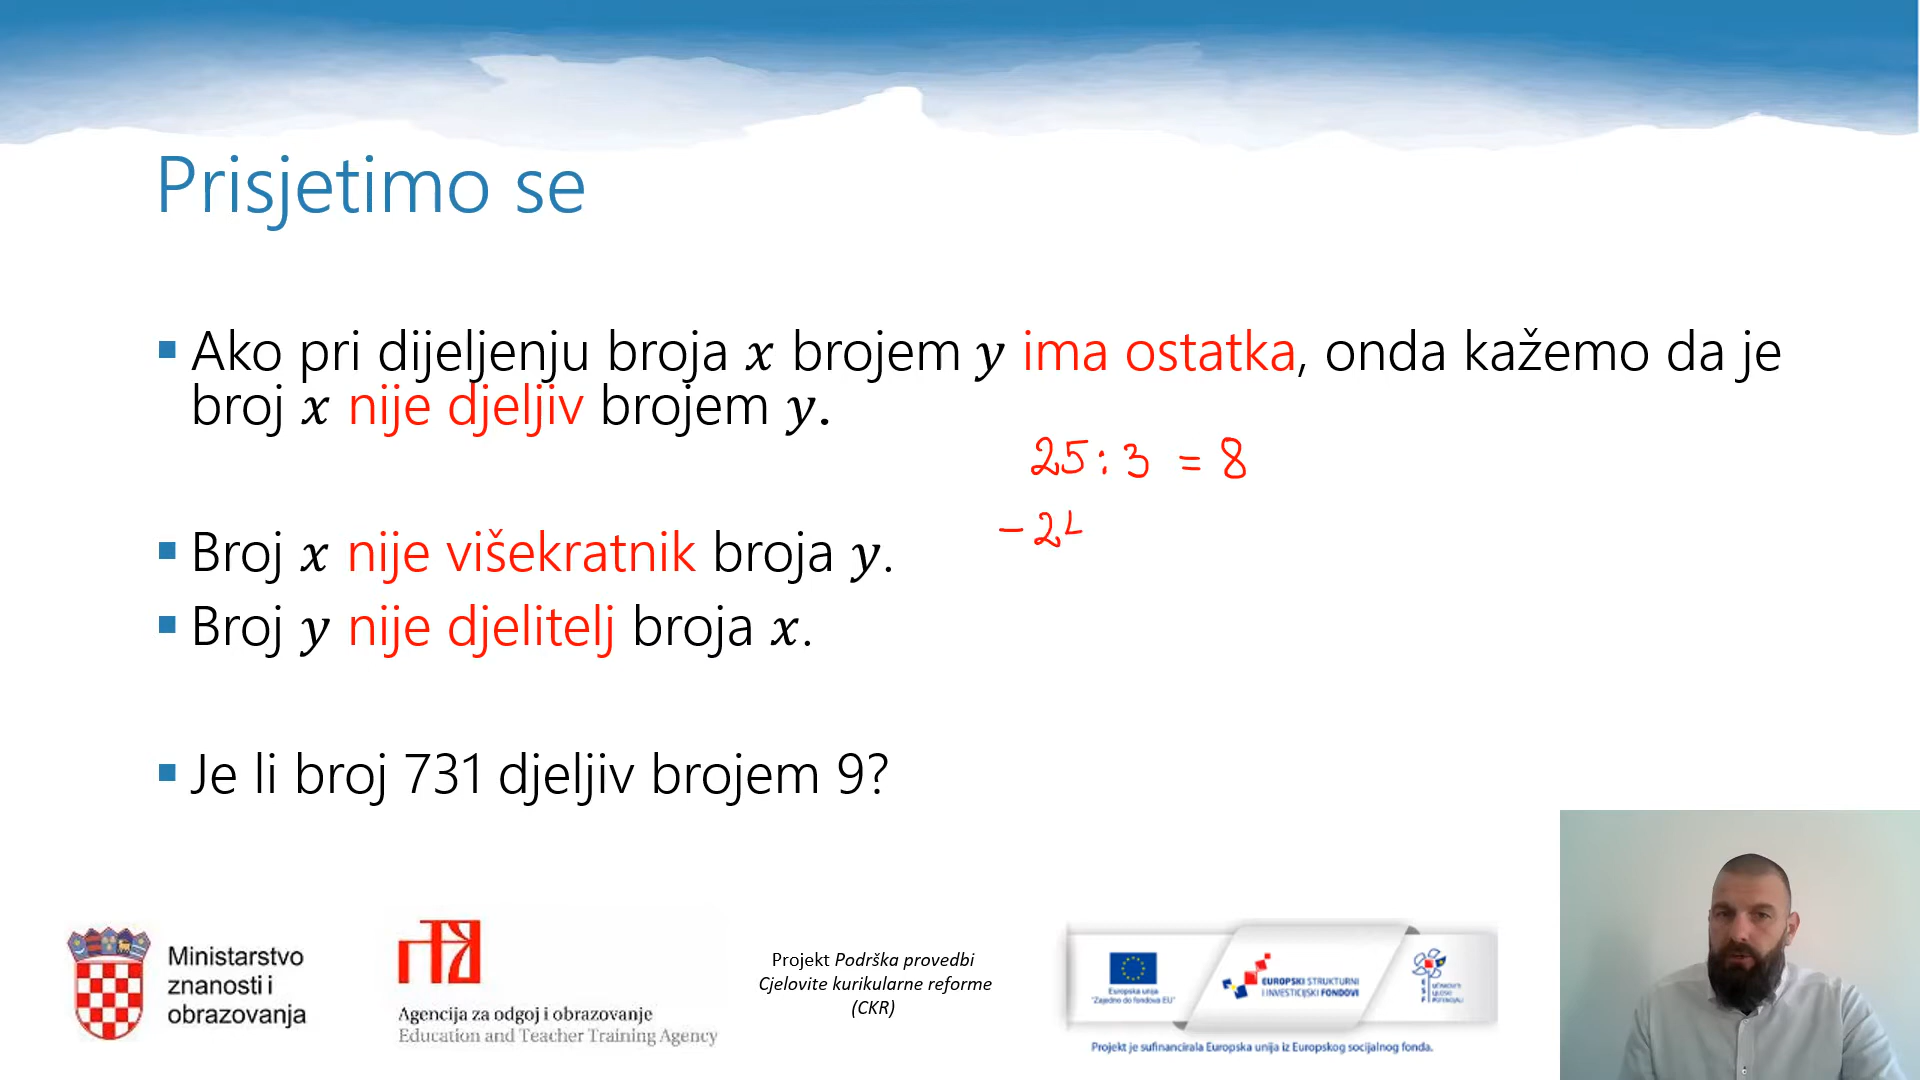 Prisjetimo se
▪ Ako pri dijeljenju broja x brojem y ima ostatka, onda kažemo da je
broj x nije djeljiv brojem y.
25 : 3 = 8
- 24
▪ Broj x nije višekratnik broja y.
▪ Broj y nije djelitelj broja x.
▪ Je li broj 731 djeljiv brojem 9?
Ministarstvo
znanosti i
obrazovanja
Agencija za odgoj i obrazovanje
Education and Teacher Training Agency
Projekt Podrška provedbi
Cjelovite kurikularne reforme
(CKR)
Europska unija
"Zajedno do fondova EU"
EUROPSKI STRUKTURNI
I INVESTICIJSKI FONDOVI
Projekt je sufinancirala Europska unija iz Europskog socijalnog fonda.